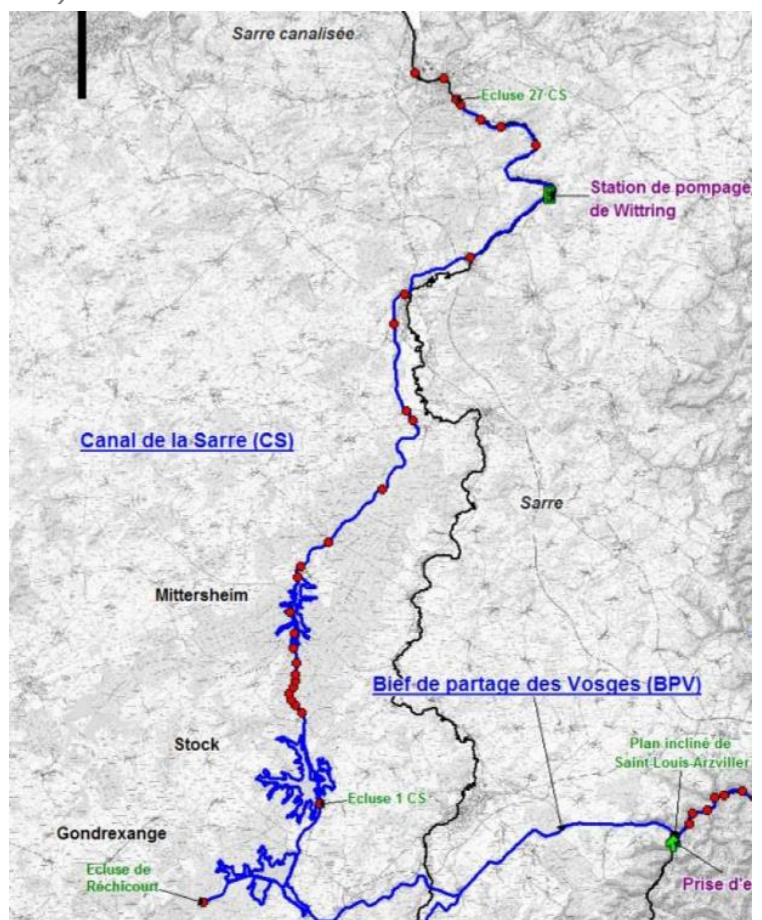 Sarre canalisée
Ecluse 27 CS
Station de pompage
de Wittring
Canal de la Sarre (CS)
Sarre
Mittersheim
Bief de partage des Vosges (BPV)
Stock
Plan incliné de
Saint-Louis-Arzviller
Ecluse 1 CS
Gondrexange
Ecluse de
Réchicourt
Prise d'e